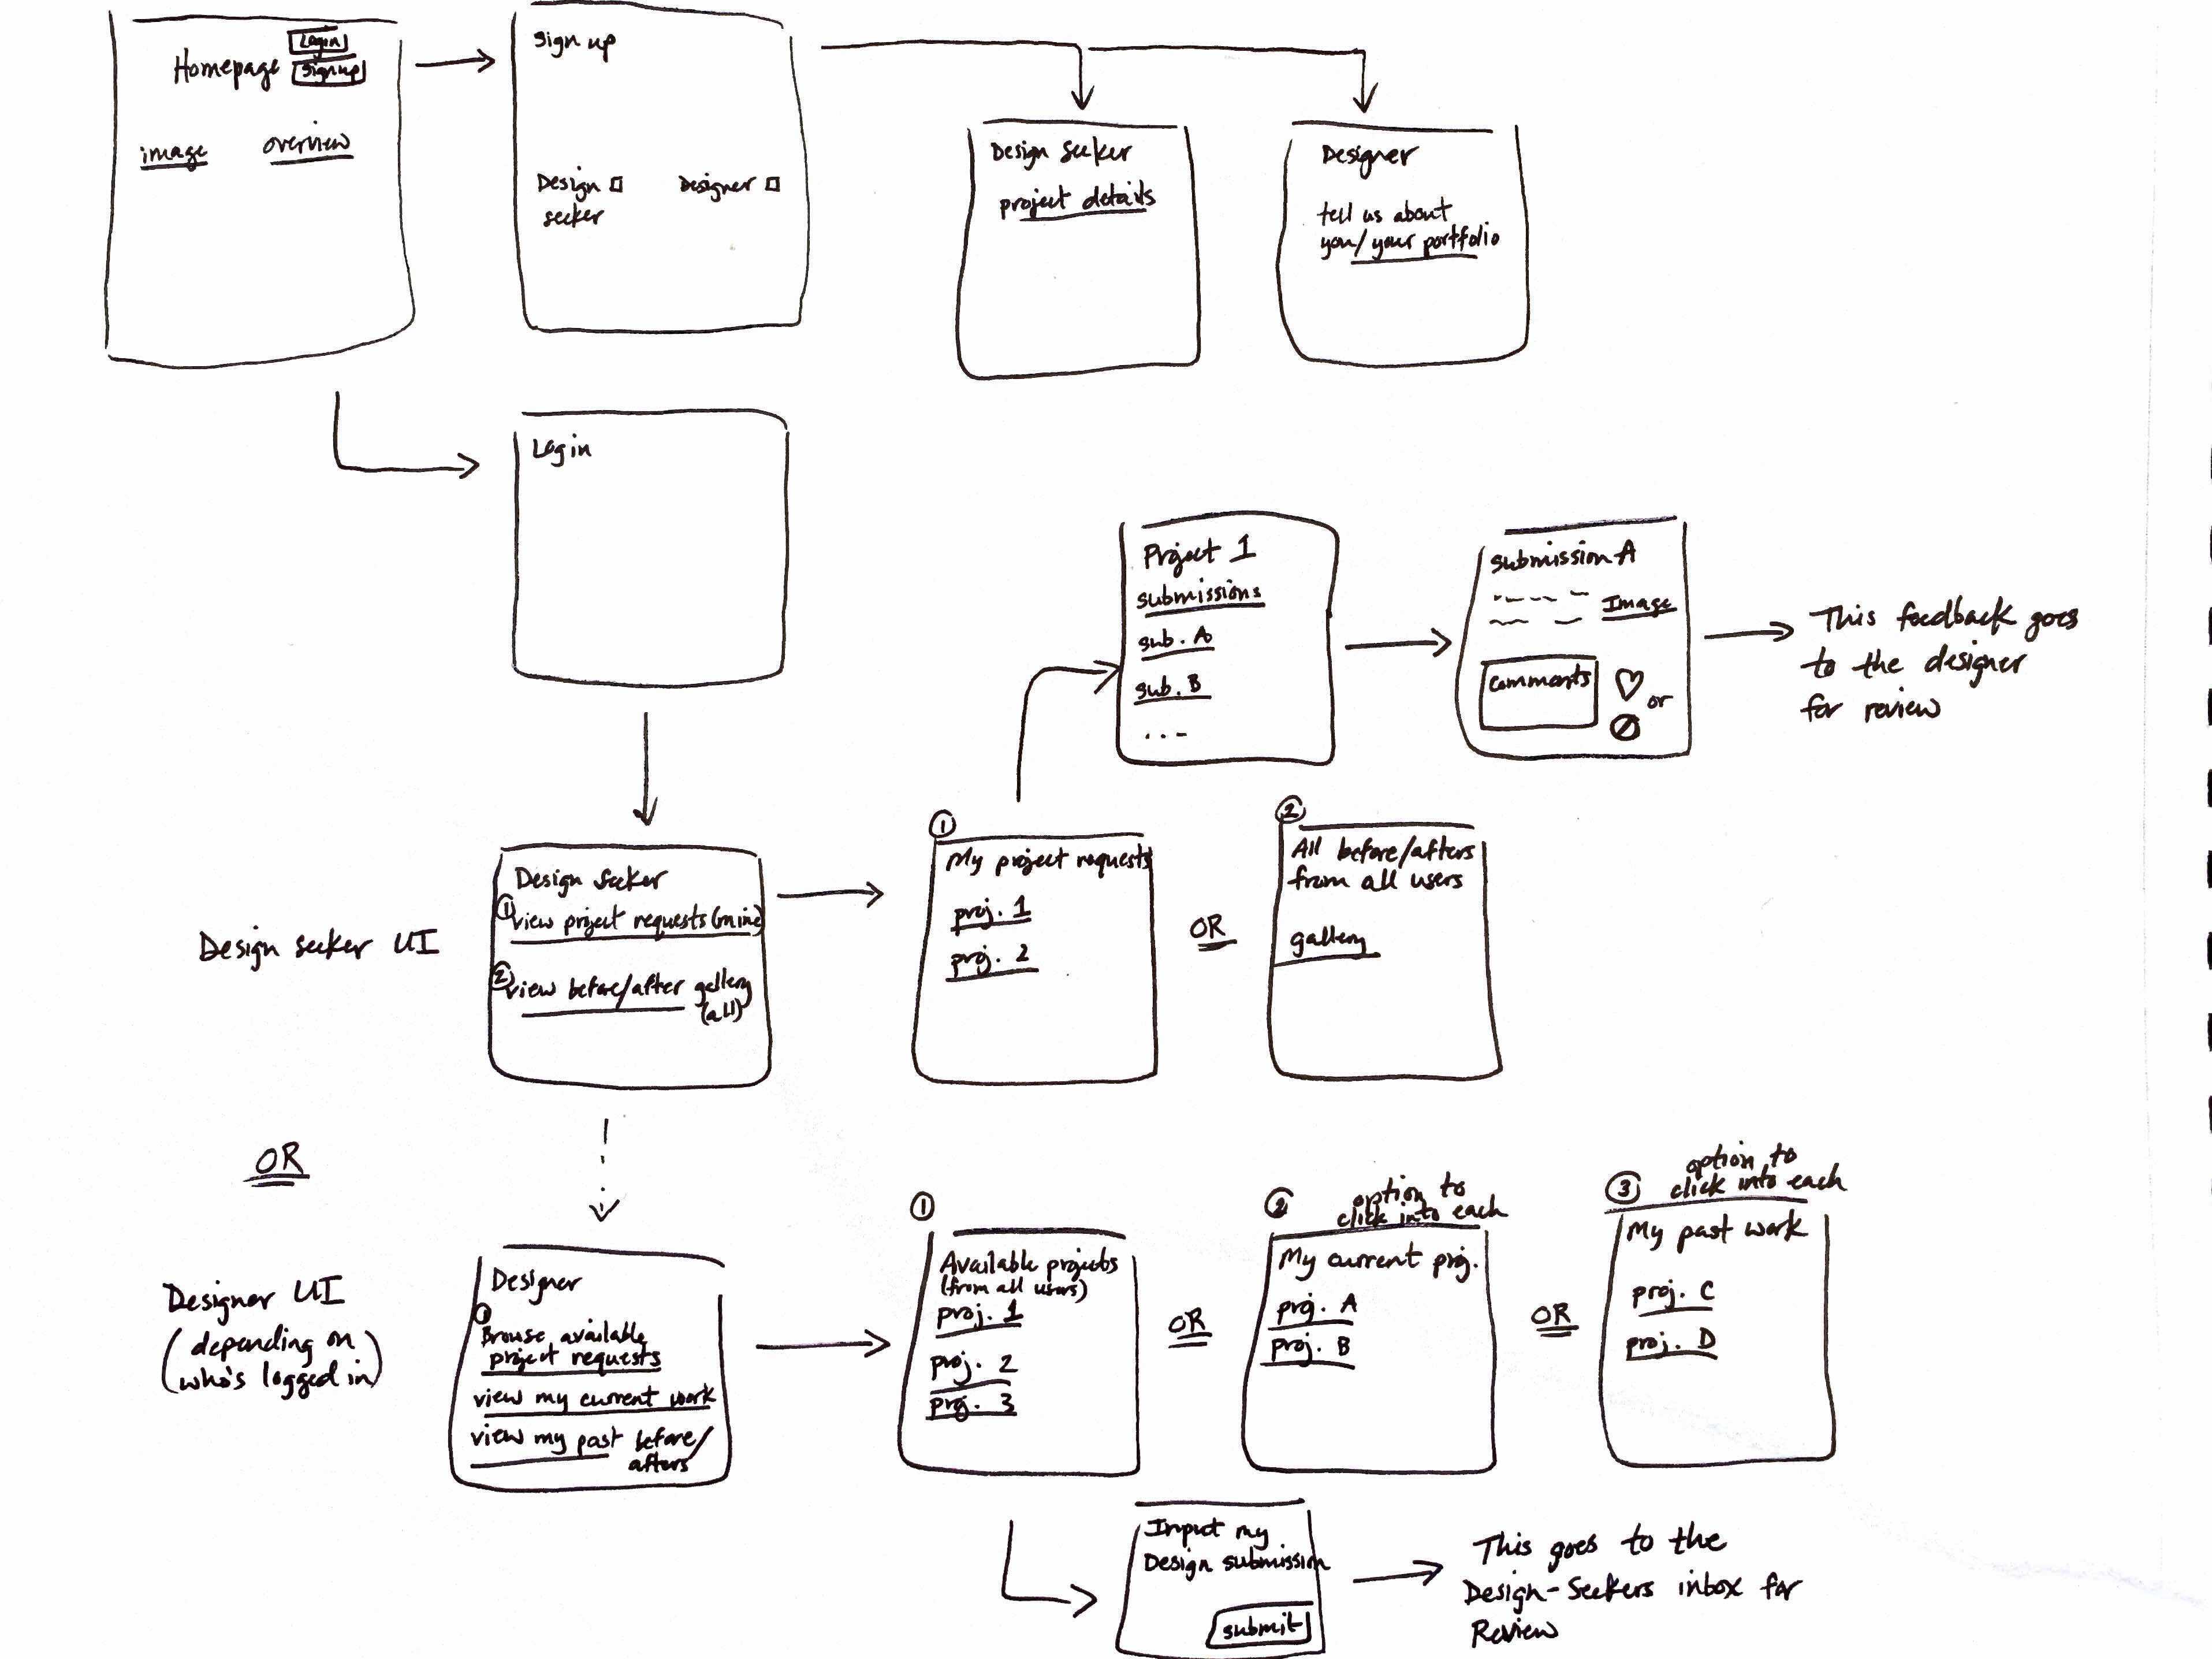 Homepage
Login
Signup
image
overview
Sign up
Design
seeker
Designer
Design Seeker
project details
Designer
tell us about
you/your portfolio
Login
Project 1
submissions
sub. A
sub. B
...
Submission A
Image
comments
or
This feedback goes
to the designer
for review
Design seeker UI
Design Seeker
① view project requests (mine)
② view before/after gallery
(all)
①
My project requests
proj. 1
proj. 2
OR
②
All before/afters
from all users
gallery
OR
Designer UI
(depending on
who's logged in)
Designer
①
Browse available
project requests
view my current work
view my past before/
afters
①
Available projects
(from all users)
proj. 1
proj. 2
proj. 3
OR
②
option to
click into each
My current proj.
proj. A
proj. B
OR
③
option to
click into each
My past work
proj. C
proj. D
Input my
Design submission
submit
This goes to the
Design-Seekers inbox for
Review